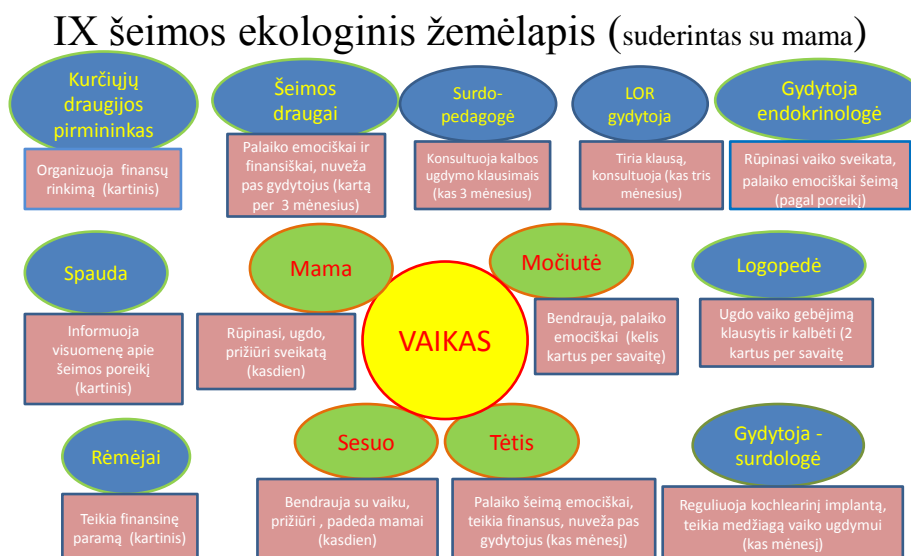 IX šeimos ekologinis žemėlapis (suderintas su mama)
Kurčiųjų
draugijos
pirmininkas
Organizuoja finansų
rinkimą (kartinis)
Šeimos
draugai
Palaiko emociškai ir
finansiškai, nuveža
pas gydytojus (kartą
per 3 mėnesius)
Surdo-
pedagogė
Konsultuoja kalbos
ugdymo klausimais
(kas 3 mėnesius)
LOR
gydytoja
Tiria klausą,
konsultuoja (kas tris
mėnesius)
Gydytoja
endokrinologė
Rūpinasi vaiko sveikata,
palaiko emociškai šeimą
(pagal poreikį)
Spauda
Informuoja
visuomenę apie
šeimos poreikį
(kartinis)
Mama
Rūpinasi, ugdo,
prižiūri sveikatą
(kasdien)
VAIKAS
Močiutė
Bendrauja, palaiko
emociškai (kelis
kartus per savaitę)
Logopedė
Ugdo vaiko gebėjimą
klausytis ir kalbėti (2
kartus per savaitę
Rėmėjai
Teikia finansinę
paramą (kartinis)
Sesuo
Bendrauja su vaiku,
prižiūri , padeda mamai
(kasdien)
Tėtis
Palaiko šeimą emociškai,
teikia finansus, nuveža pas
gydytojus (kas mėnesį)
Gydytoja -
surdologė
Reguliuoja kochlearinį implantą,
teikia medžiagą vaiko ugdymui
(kas mėnesį)